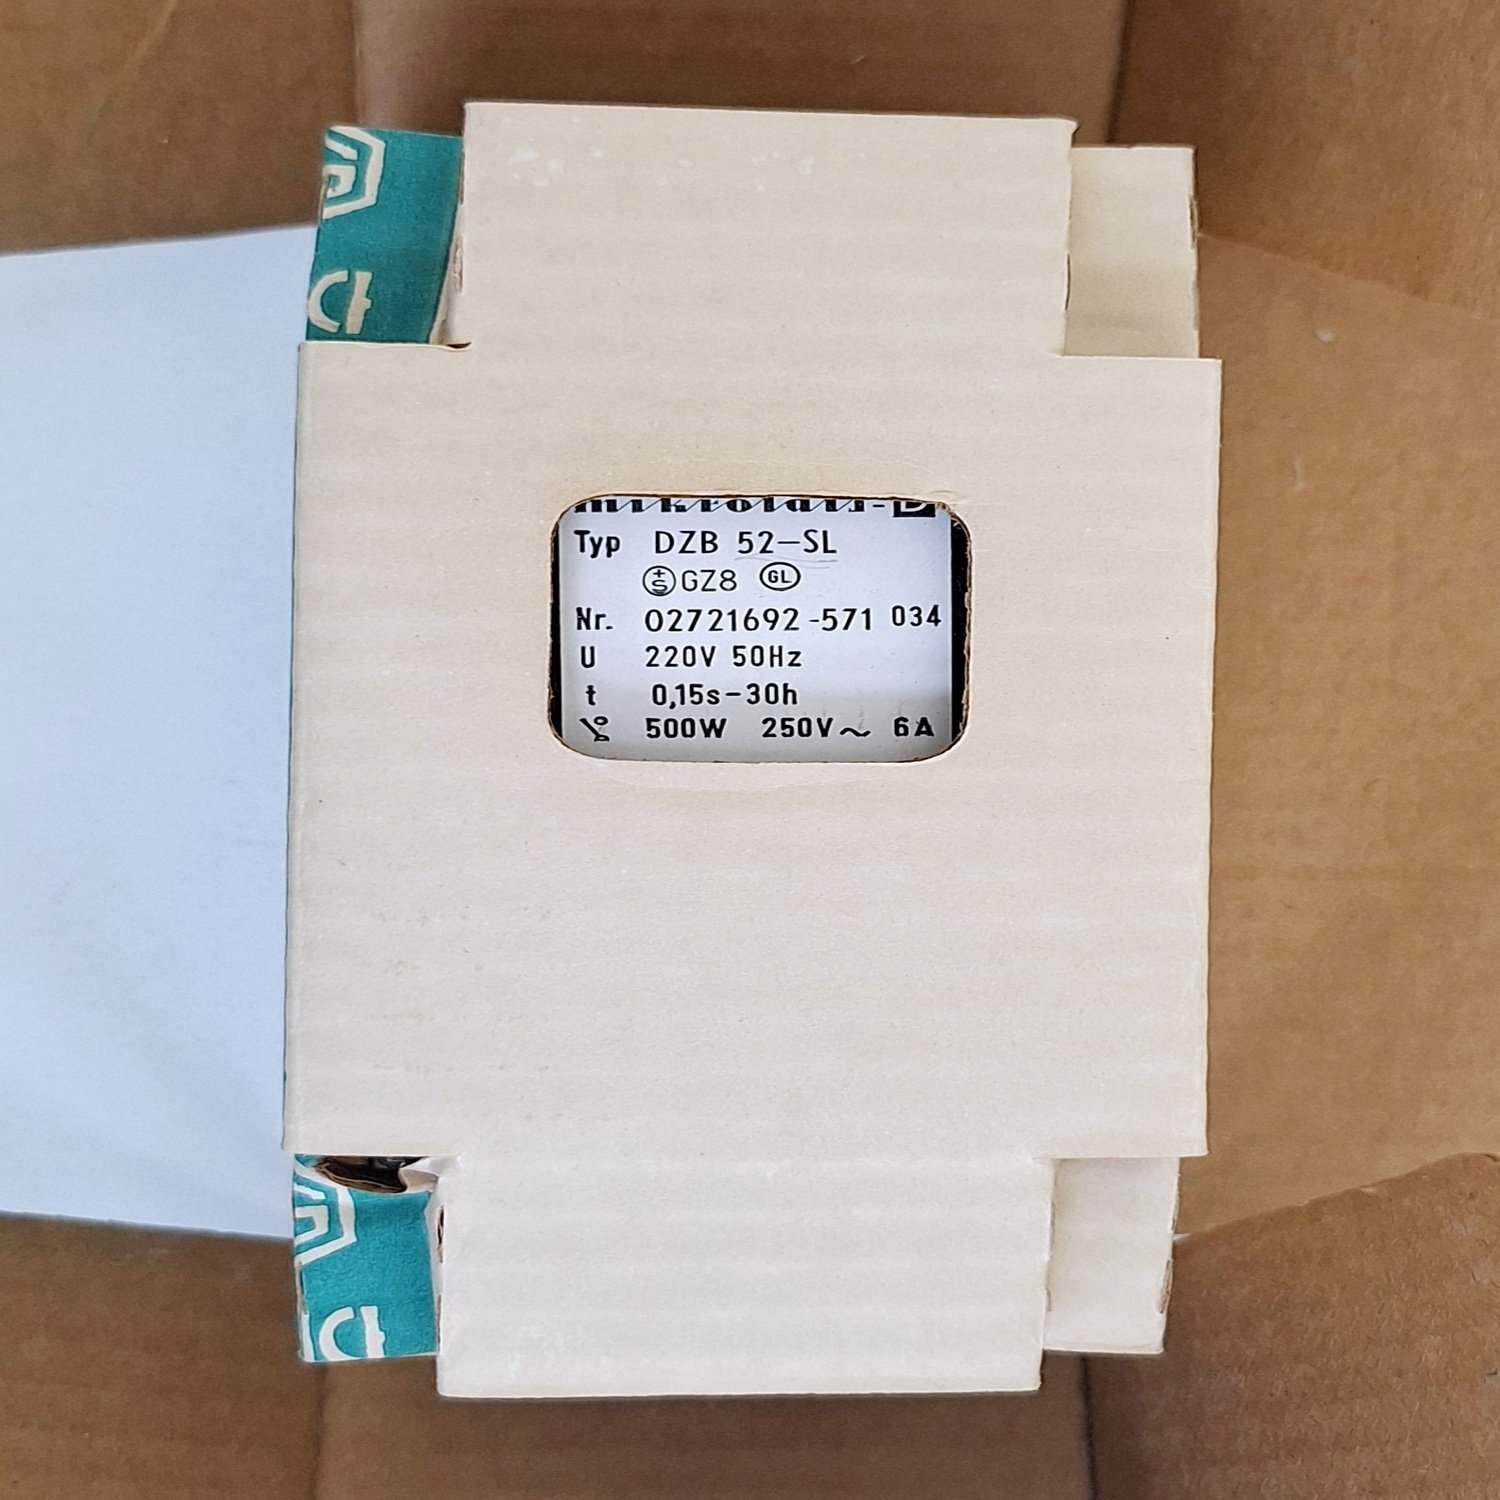 Typ DZB 52-SL
GZ8 GL
Nr. 02721692-571 034
U 220V 50Hz
t 0,15s-30h
500W 250V~ 6A